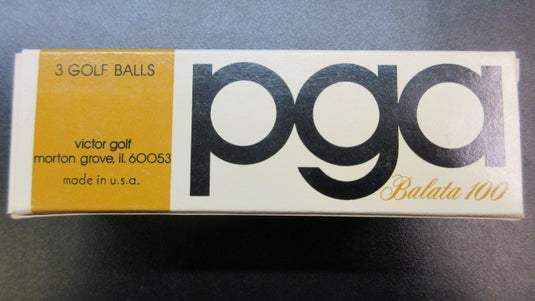 3 GOLF BALLS
victor golf
morton grove, il. 60053
made in u.s.a.
pga
Balata 100